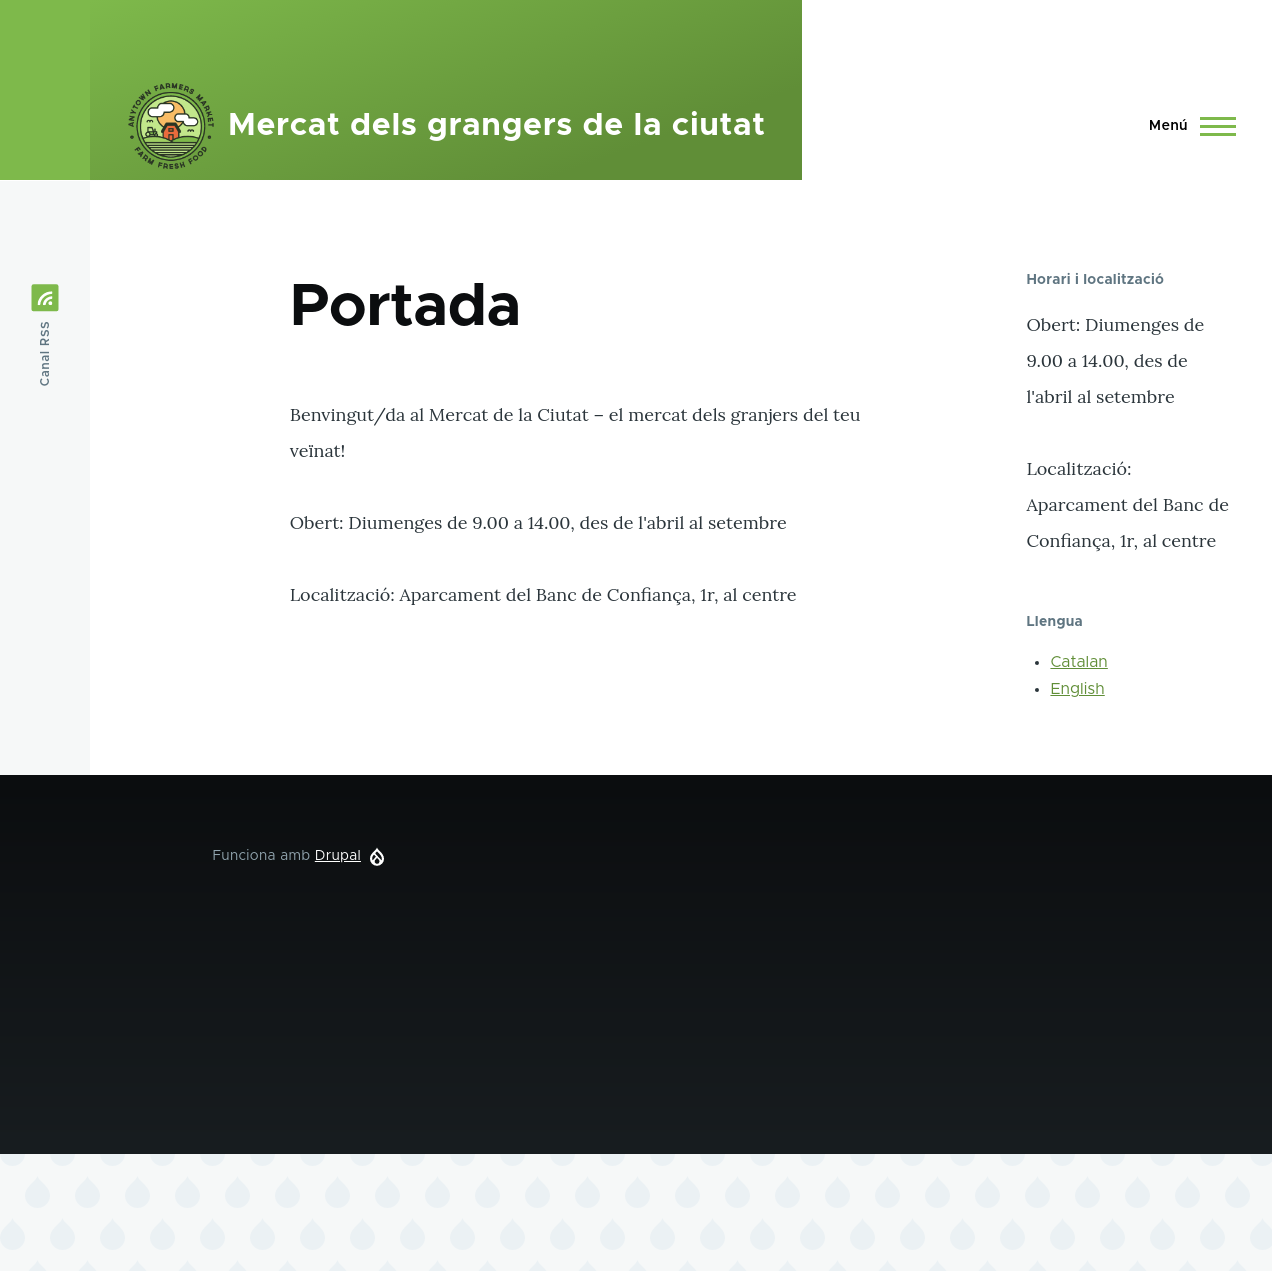 ANYTOWN FARMERS MARKET
FARM FRESH FOOD
Mercat dels grangers de la ciutat
Menú
Canal RSS
Portada
Benvingut/da al Mercat de la Ciutat – el mercat dels granjers del teu
veïnat!
Obert: Diumenges de 9.00 a 14.00, des de l'abril al setembre
Localització: Aparcament del Banc de Confiança, 1r, al centre
Horari i localització
Obert: Diumenges de
9.00 a 14.00, des de
l'abril al setembre
Localització:
Aparcament del Banc de
Confiança, 1r, al centre
Llengua
Catalan
English
Funciona amb Drupal